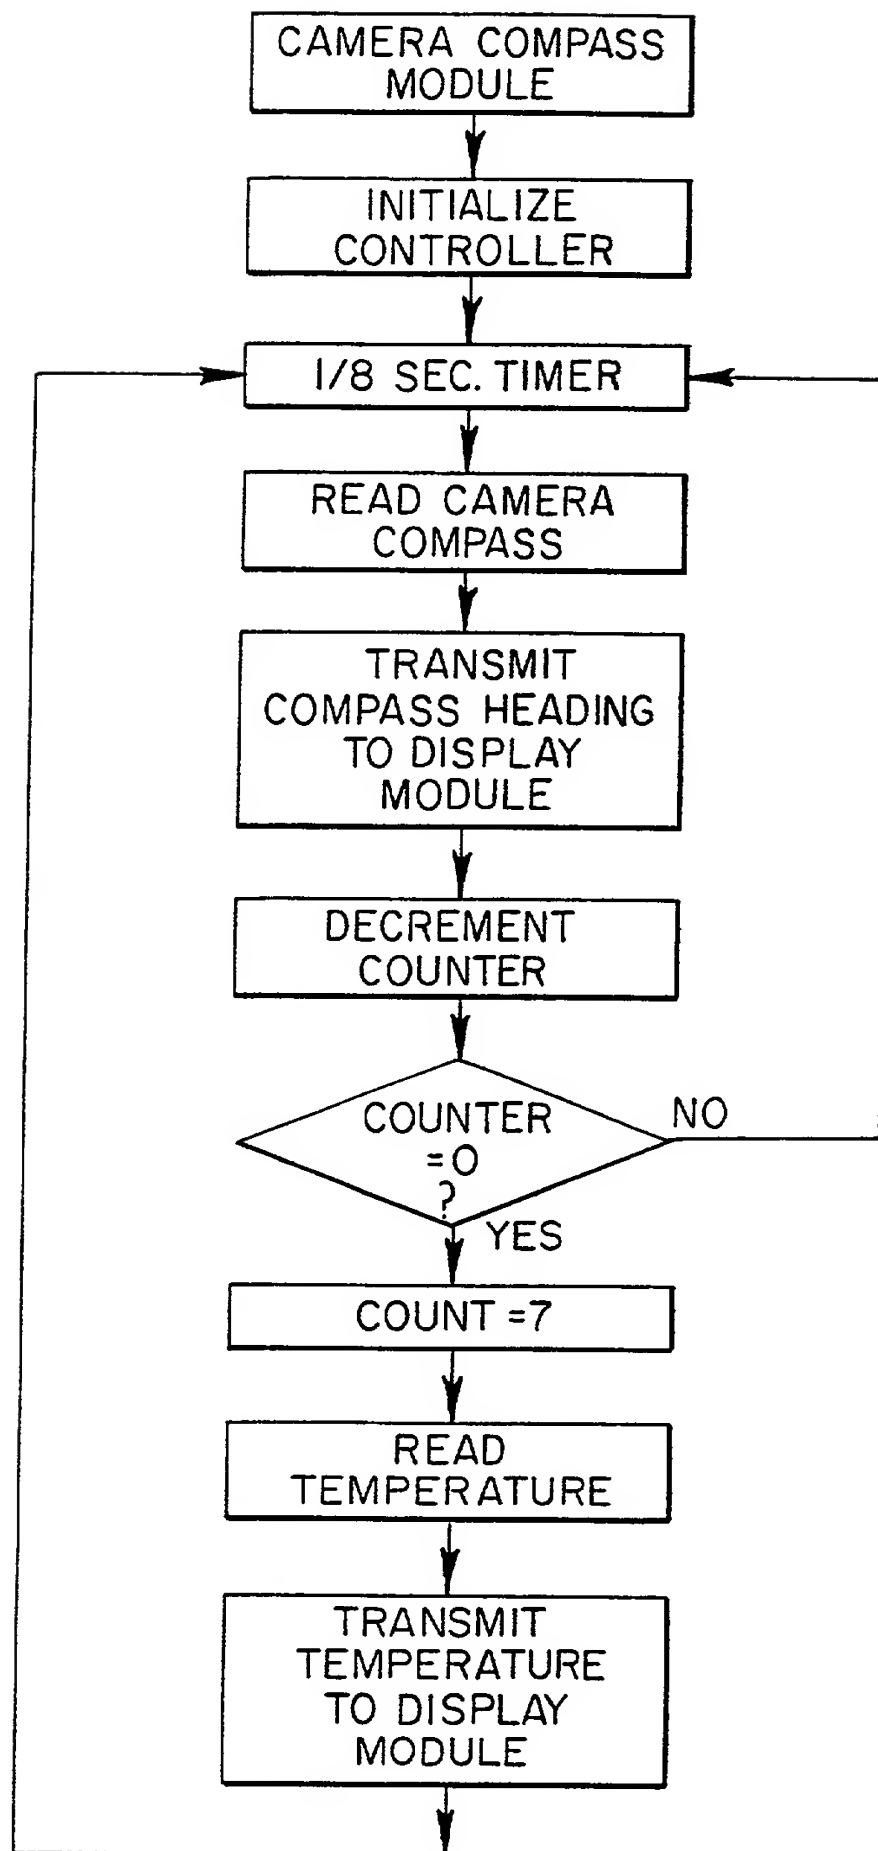 CAMERA COMPASS
MODULE
INITIALIZE
CONTROLLER
1/8 SEC. TIMER
READ CAMERA
COMPASS
TRANSMIT
COMPASS HEADING
TO DISPLAY
MODULE
DECREMENT
COUNTER
COUNTER
=0
?
NO
YES
COUNT =7
READ
TEMPERATURE
TRANSMIT
TEMPERATURE
TO DISPLAY
MODULE